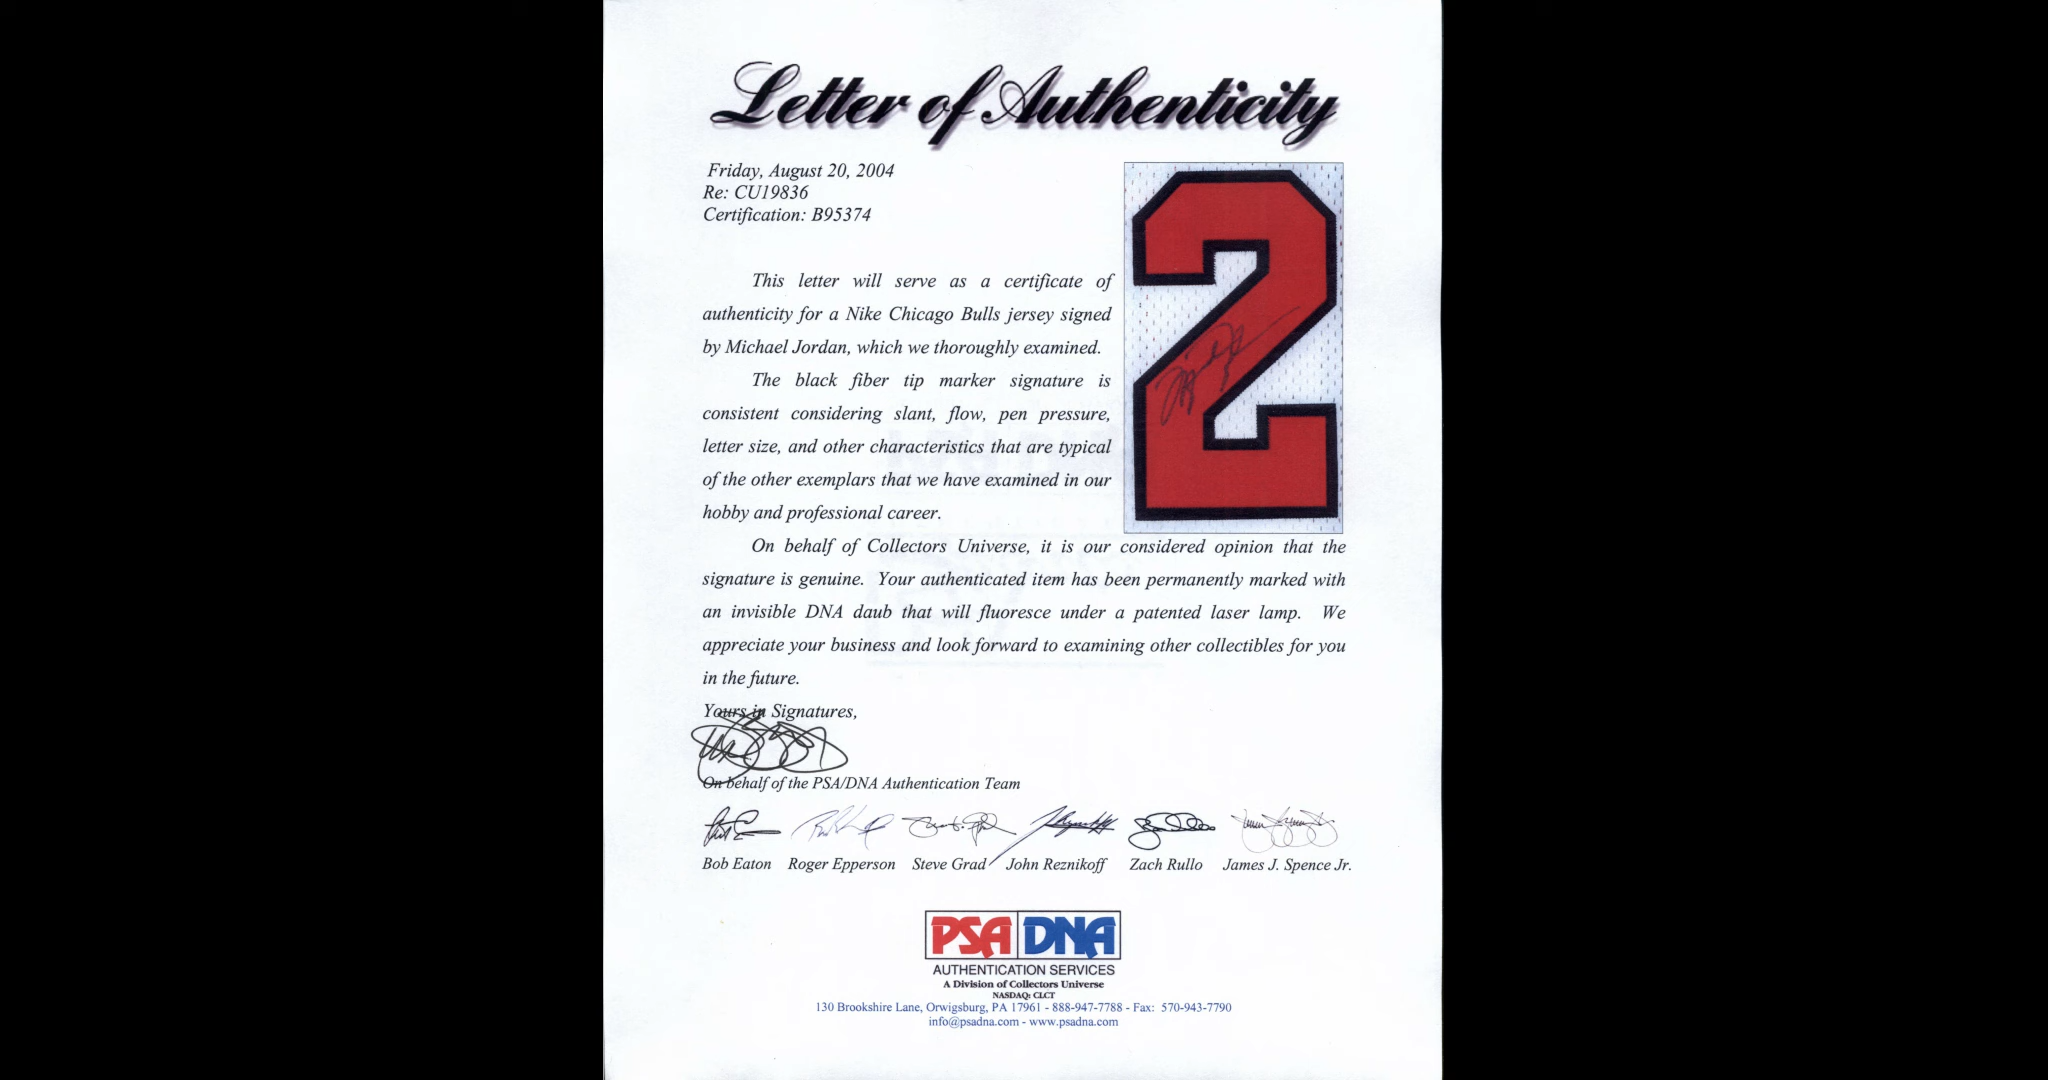 Letter of Authenticity
Friday, August 20, 2004
Re: CU19836
Certification: B95374
This letter will serve as a certificate of
authenticity for a Nike Chicago Bulls jersey signed
by Michael Jordan, which we thoroughly examined.
The black fiber tip marker signature is
consistent considering slant, flow, pen pressure,
letter size, and other characteristics that are typical
of the other exemplars that we have examined in our
hobby and professional career.
2
On behalf of Collectors Universe, it is our considered opinion that the
signature is genuine. Your authenticated item has been permanently marked with
an invisible DNA daub that will fluoresce under a patented laser lamp. We
appreciate your business and look forward to examining other collectibles for you
in the future.
Yours in Signatures,
On behalf of the PSA/DNA Authentication Team
Bob Eaton Roger Epperson Steve Grad John Reznikoff Zach Rullo James J. Spence Jr.
PSA DNA
AUTHENTICATION SERVICES
A Division of Collectors Universe
NASDAQ: CLCT
130 Brookshire Lane, Orwigsburg, PA 17961 - 888-947-7788 - Fax: 570-943-7790
info@psadna.com - www.psadna.com